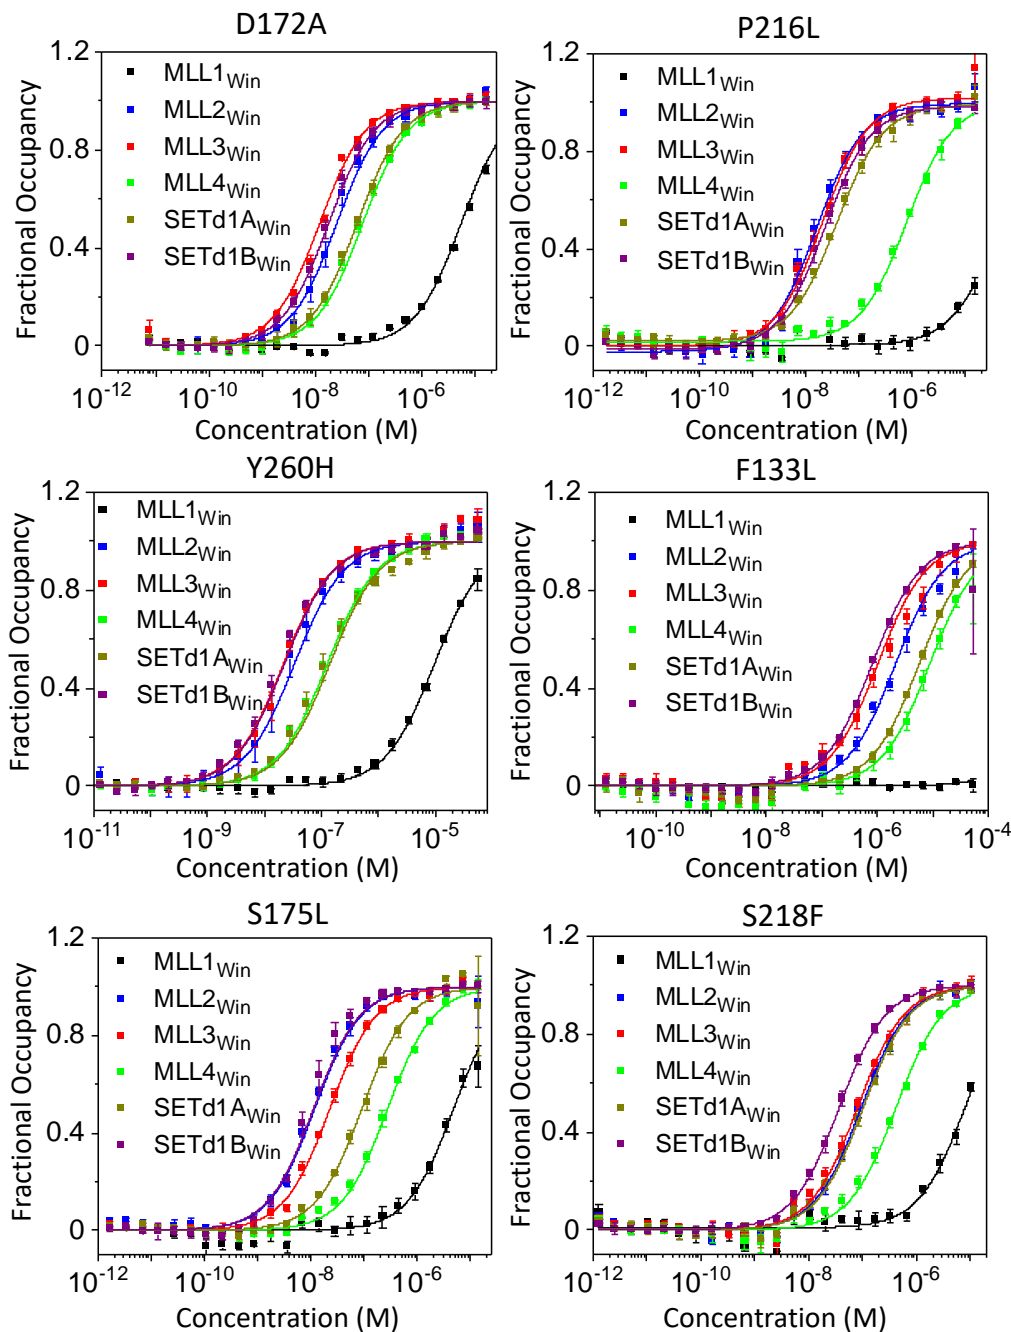 D172A
1.2
0.8
0.4
0
Fractional Occupancy
MLL1Win
MLL2Win
MLL3Win
MLL4Win
SETd1AWin
SETd1BWin
10-12 10-10 10-8 10-6
Concentration (M)
P216L
1.2
0.8
0.4
0
Fractional Occupancy
MLL1Win
MLL2Win
MLL3Win
MLL4Win
SETd1AWin
SETd1BWin
10-12 10-10 10-8 10-6
Concentration (M)
Y260H
1.2
0.8
0.4
0
Fractional Occupancy
MLL1Win
MLL2Win
MLL3Win
MLL4Win
SETd1AWin
SETd1BWin
10-11 10-9 10-7 10-5
Concentration (M)
F133L
1.2
0.8
0.4
0
Fractional Occupancy
MLL1Win
MLL2Win
MLL3Win
MLL4Win
SETd1AWin
SETd1BWin
10-10 10-8 10-6 10-4
Concentration (M)
S175L
1.2
0.8
0.4
0
Fractional Occupancy
MLL1Win
MLL2Win
MLL3Win
MLL4Win
SETd1AWin
SETd1BWin
10-12 10-10 10-8 10-6
Concentration (M)
S218F
1.2
0.8
0.4
0
Fractional Occupancy
MLL1Win
MLL2Win
MLL3Win
MLL4Win
SETd1AWin
SETd1BWin
10-12 10-10 10-8 10-6
Concentration (M)